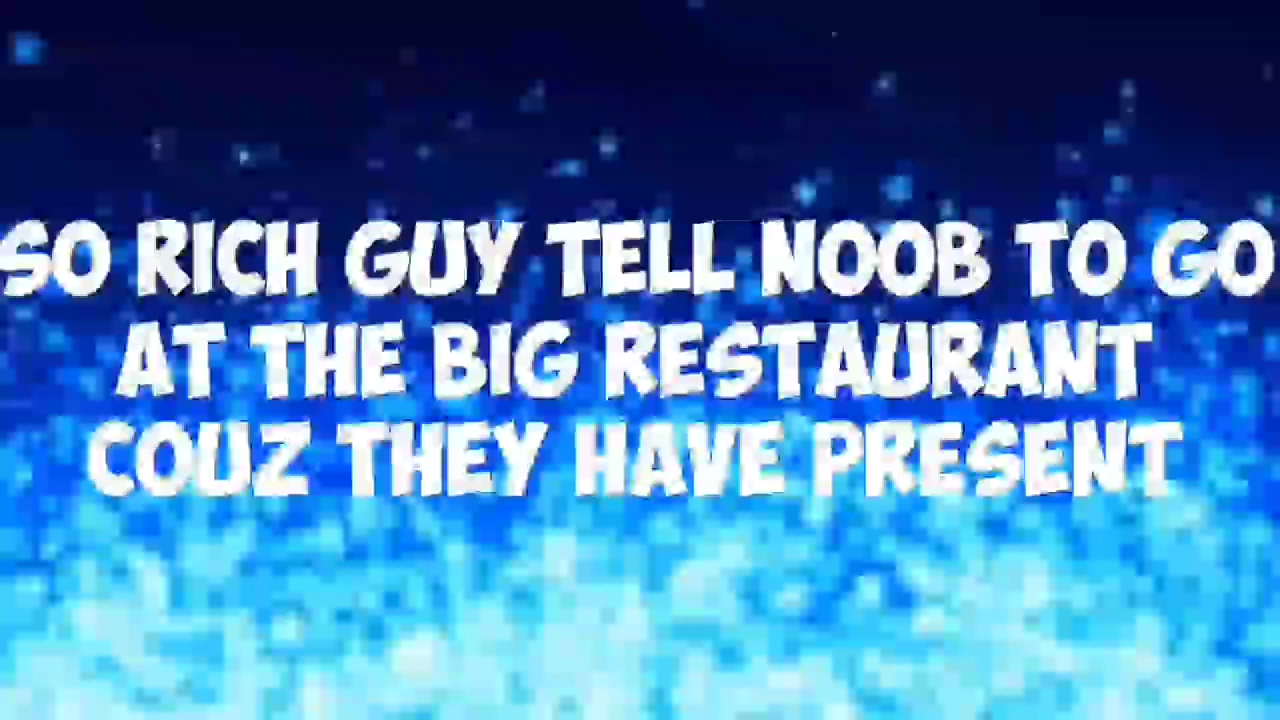 SO RICH GUY TELL NOOB TO GO
AT THE BIG RESTAURANT
COUZ THEY HAVE PRESENT